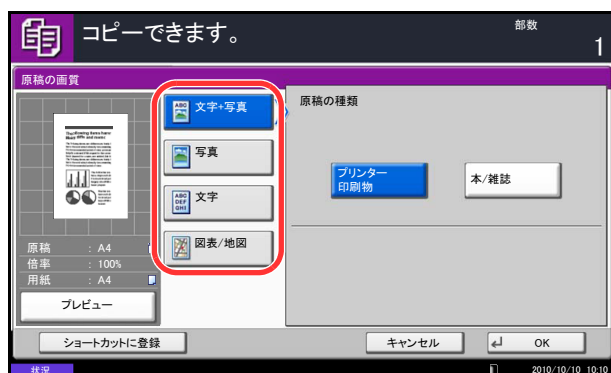 コピーできます。
部数
1
原稿の画質
文字+写真
写真
文字
図表/地図
原稿の種類
プリンター
印刷物
本/雑誌
原稿 : A4
倍率 : 100%
用紙 : A4
プレビュー
ショートカットに登録
キャンセル
OK
状況
2010/10/10 10:10